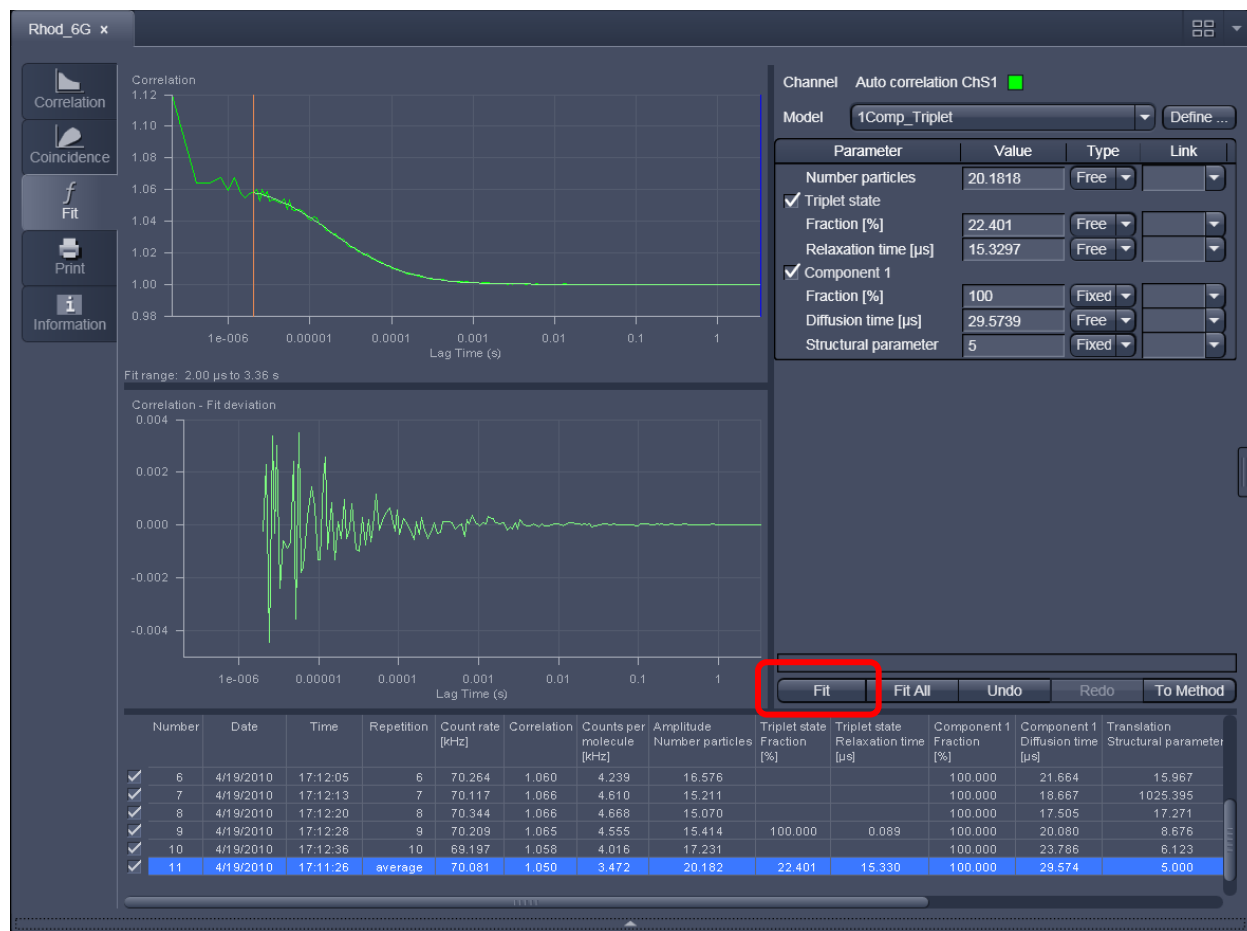 Rhod_6G ×
Correlation
Coincidence
Fit
Print
Information
Correlation
1.12
1.10
1.08
1.06
1.04
1.02
1.00
0.98
1e-006 0.00001 0.0001 0.001 0.01 0.1 1
Lag Time (s)
Fit range: 2.00 µs to 3.36 s
Correlation - Fit deviation
0.004
0.002
0.000
-0.002
-0.004
1e-006 0.00001 0.0001 0.001 0.01 0.1 1
Lag Time (s)
Channel Auto correlation ChS1
Model 1Comp_Triplet Define ...
Parameter Value Type Link
Number particles 20.1818 Free
Triplet state
Fraction [%] 22.401 Free
Relaxation time [µs] 15.3297 Free
Component 1
Fraction [%] 100 Fixed
Diffusion time [µs] 29.5739 Free
Structural parameter 5 Fixed
Fit Fit All Undo Redo To Method
Number Date Time Repetition Count rate Correlation Counts per Amplitude Triplet state Triplet state Component 1 Component 1 Translation
[kHz] molecule Number particles Fraction Relaxation time Fraction Diffusion time Structural parameter
[kHz] [%] [µs] [%] [µs]
6 4/19/2010 17:12:05 6 70.264 1.060 4.239 16.576 100.000 21.664 15.967
7 4/19/2010 17:12:13 7 70.117 1.066 4.610 15.211 100.000 18.667 1025.395
8 4/19/2010 17:12:20 8 70.344 1.066 4.668 15.070 100.000 17.505 17.271
9 4/19/2010 17:12:28 9 70.209 1.065 4.555 15.414 100.000 0.089 100.000 20.080 8.676
10 4/19/2010 17:12:36 10 69.197 1.058 4.016 17.231 100.000 23.786 6.123
11 4/19/2010 17:11:26 average 70.081 1.050 3.472 20.182 22.401 15.330 100.000 29.574 5.000